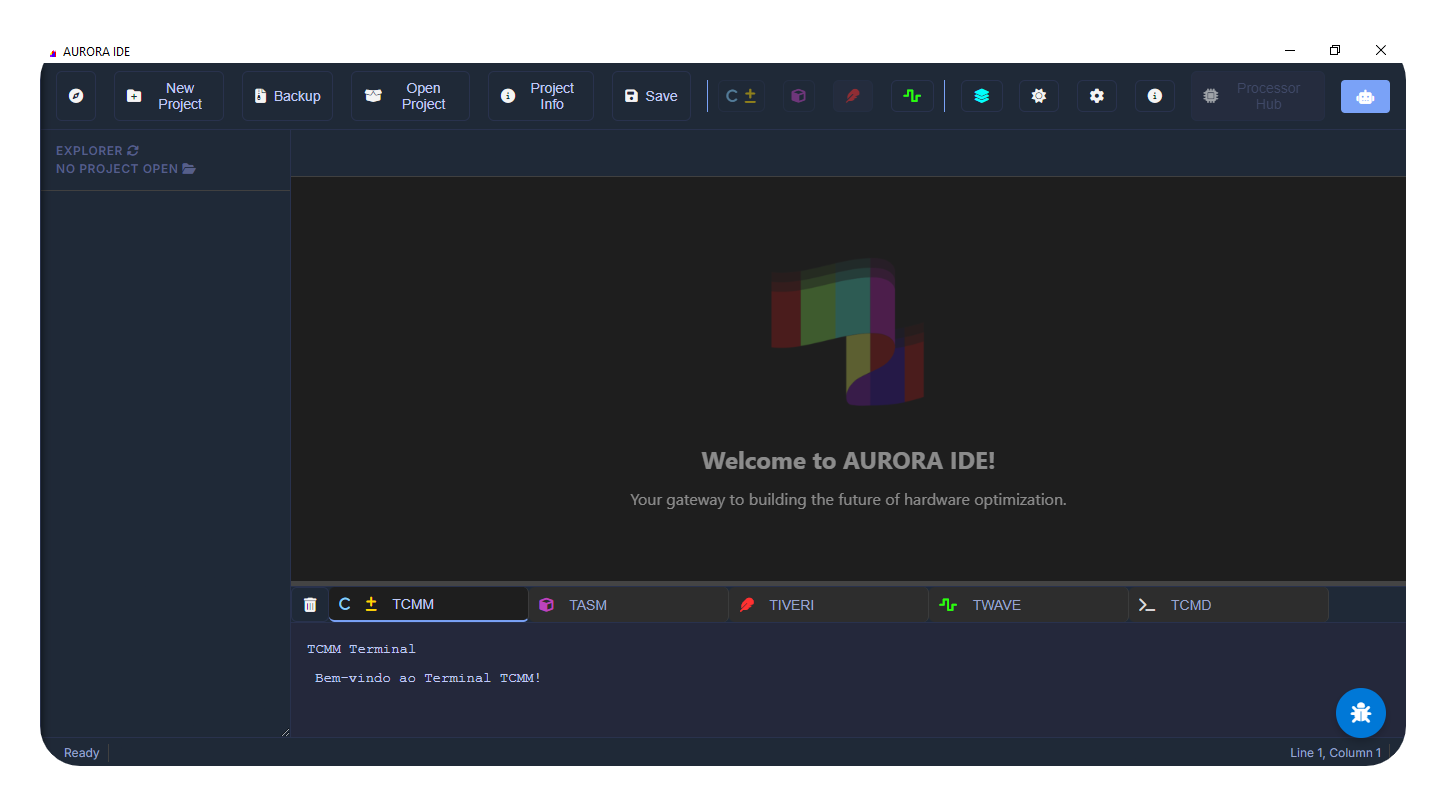 AURORA IDE
New Project
Backup
Open Project
Project Info
Save
C ±
Processor Hub
EXPLORER
NO PROJECT OPEN
Welcome to AURORA IDE!
Your gateway to building the future of hardware optimization.
C ± TCMM
TASM
TIVERI
TWAVE
TCMD
TCMM Terminal
Bem-vindo ao Terminal TCMM!
Ready
Line 1, Column 1